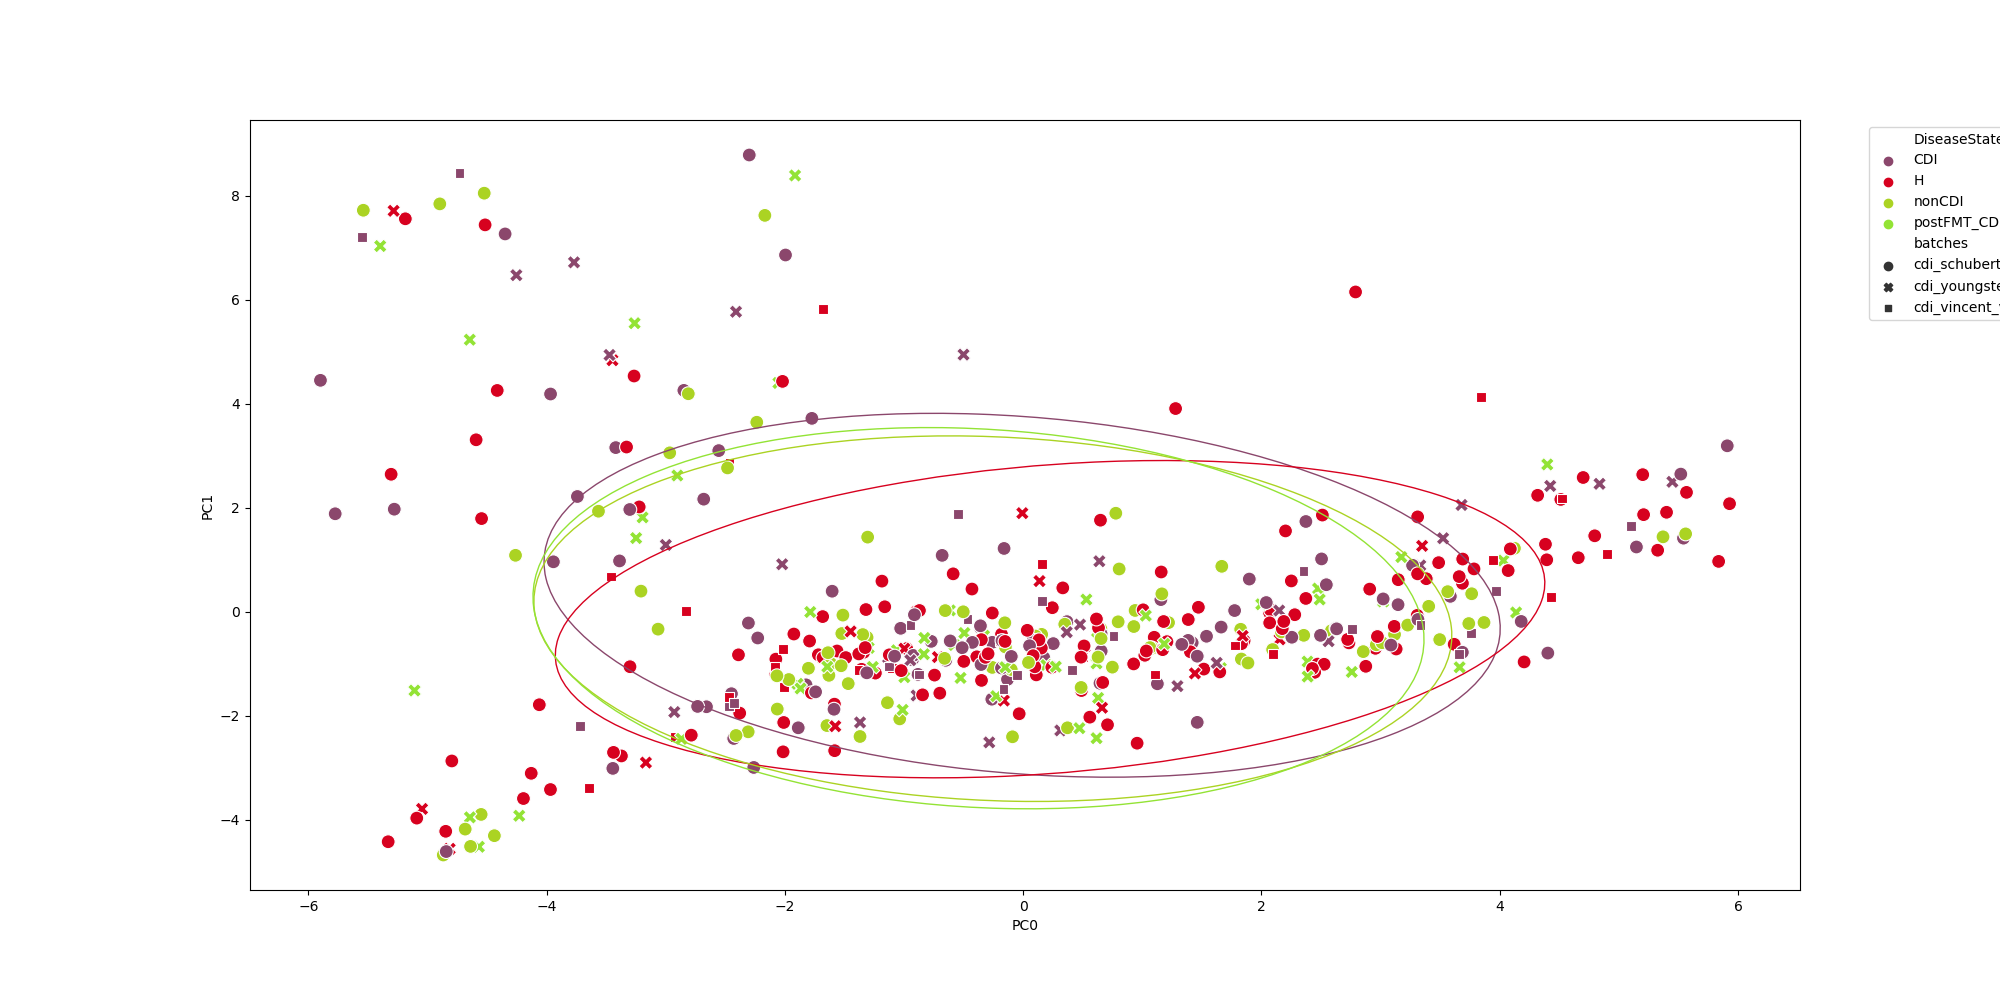 DiseaseState
CDI
H
nonCDI
postFMT_CD
batches
cdi_schubert
cdi_youngste
cdi_vincent_
8
6
4
2
0
−2
−4
PC1
−6
−4
−2
0
2
4
6
PC0